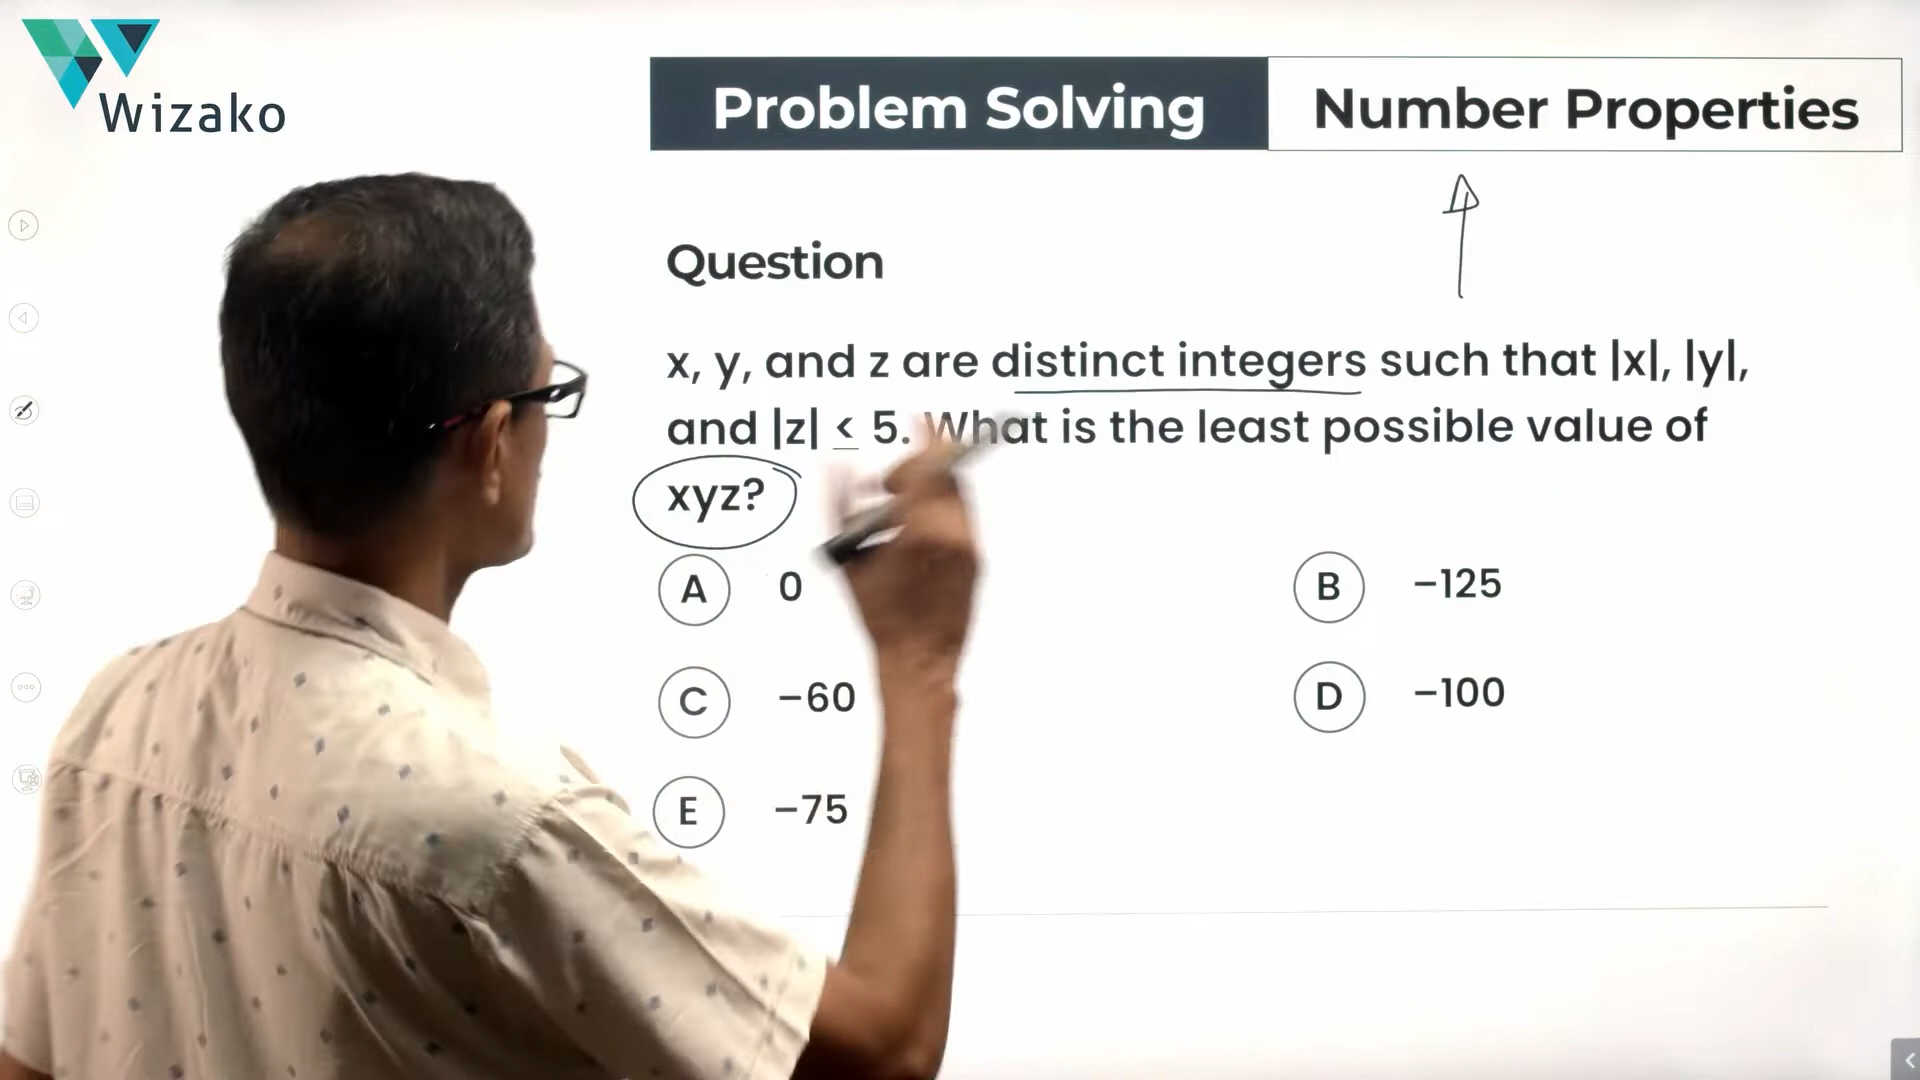 Wizako
Problem Solving
Number Properties
Question
x, y, and z are distinct integers such that |x|, |y|,
and |z| ≤ 5. What is the least possible value of
xyz?
A 0
B –125
C –60
D –100
E –75